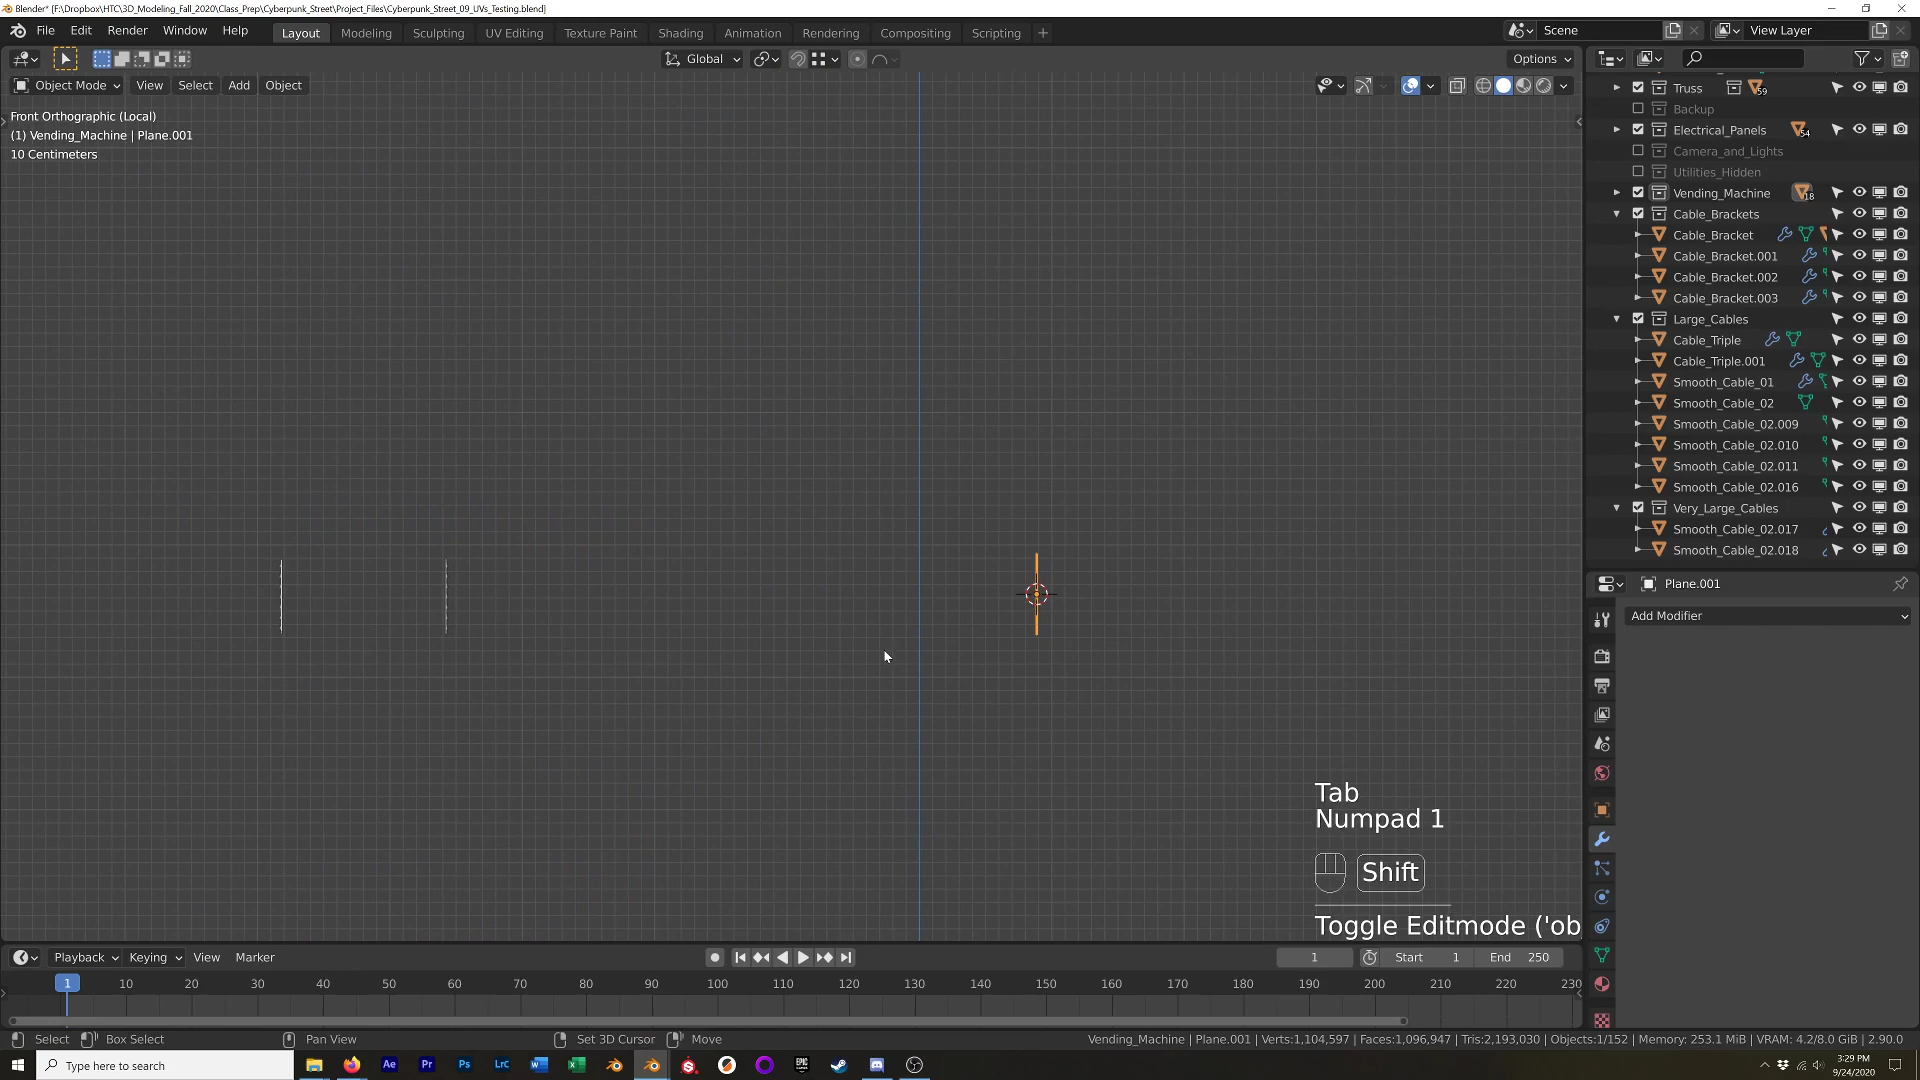 Blender* [F:\Dropbox\HTC\3D_Modeling_Fall_2020\Class_Prep\Cyberpunk_Street\Project_Files\Cyberpunk_Street_09_UVs_Testing.blend]
File Edit Render Window Help Layout Modeling Sculpting UV Editing Texture Paint Shading Animation Rendering Compositing Scripting Scene View Layer
Global Options
Object Mode View Select Add Object
Front Orthographic (Local)
(1) Vending_Machine | Plane.001
10 Centimeters
Truss 59
Backup
Electrical_Panels 54
Camera_and_Lights
Utilities_Hidden
Vending_Machine 18
Cable_Brackets
Cable_Bracket
Cable_Bracket.001
Cable_Bracket.002
Cable_Bracket.003
Large_Cables
Cable_Triple
Cable_Triple.001
Smooth_Cable_01
Smooth_Cable_02
Smooth_Cable_02.009
Smooth_Cable_02.010
Smooth_Cable_02.011
Smooth_Cable_02.016
Very_Large_Cables
Smooth_Cable_02.017
Smooth_Cable_02.018
Plane.001
Add Modifier
Tab
Numpad 1
Shift
Toggle Editmode ('ob
Playback Keying View Marker 1 Start 1 End 250
1 10 20 30 40 50 60 70 80 90 100 110 120 130 140 150 160 170 180 190 200 210 220 230
Select Box Select Pan View Set 3D Cursor Move Vending_Machine | Plane.001 | Verts:1,104,597 | Faces:1,096,947 | Tris:2,193,030 | Objects:1/152 | Memory: 253.1 MiB | VRAM: 4.2/8.0 GiB | 2.90.0
Type here to search Ae Pr Ps LrC 3:29 PM
9/24/2020